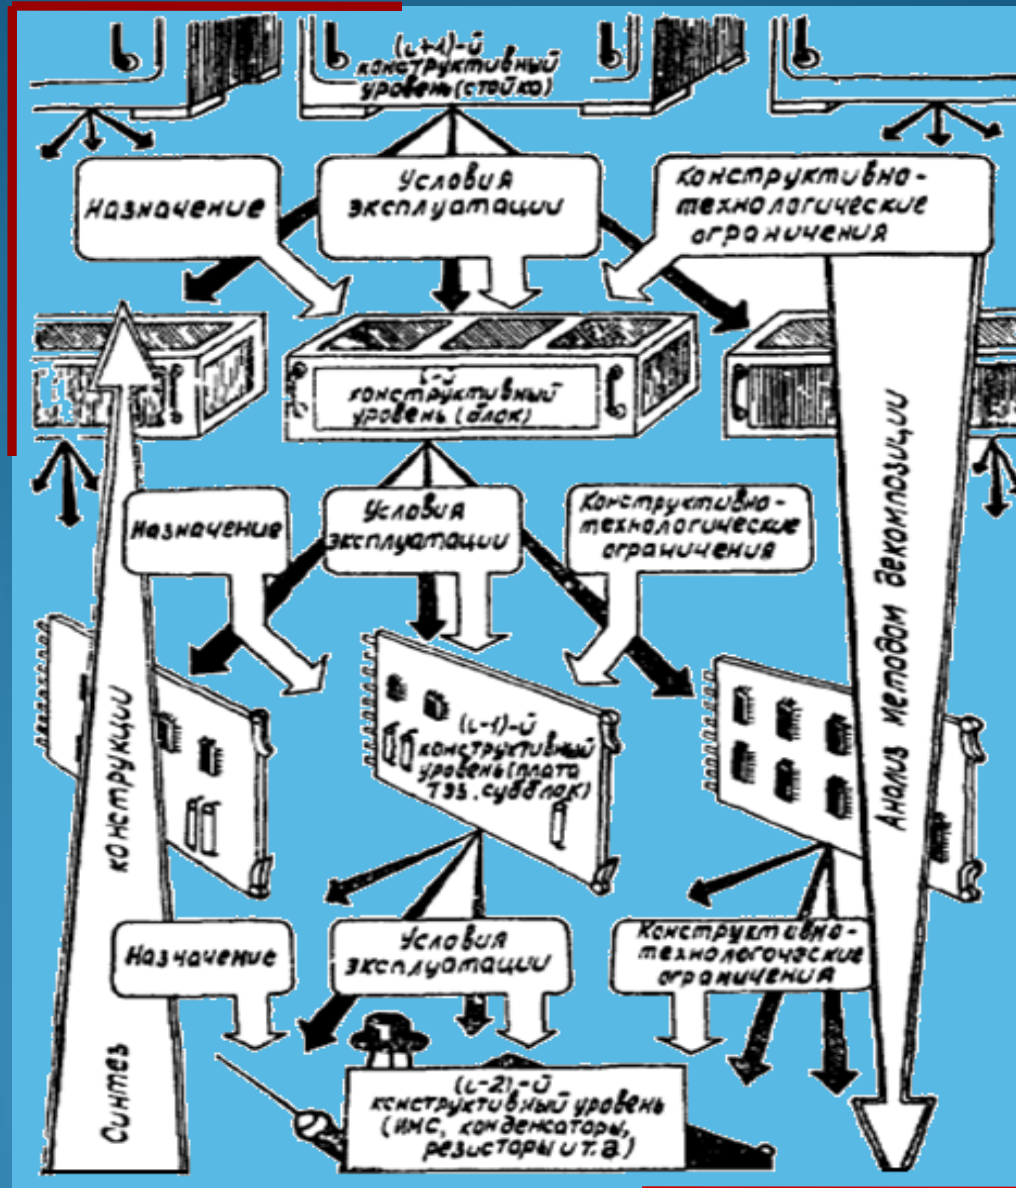 (i+1)-й
конструктивный
уровень (стойка)
Назначение
Условия
эксплуатации
Конструктивно-
технологические
ограничения
i-й
конструктивный
уровень (блок)
Назначение
Условия
эксплуатации
Конструктивно-
технологические
ограничения
(i-1)-й
конструктивный
уровень (плата
ТЭЗ, субблок)
Назначение
Условия
эксплуатации
Конструктивно-
технологоческие
ограничения
(i-2)-й
конструктивный уровень
(ИМС, конденсаторы,
резисторы и т.д)
Синтез конструкции
Анализ методом декомпозиции